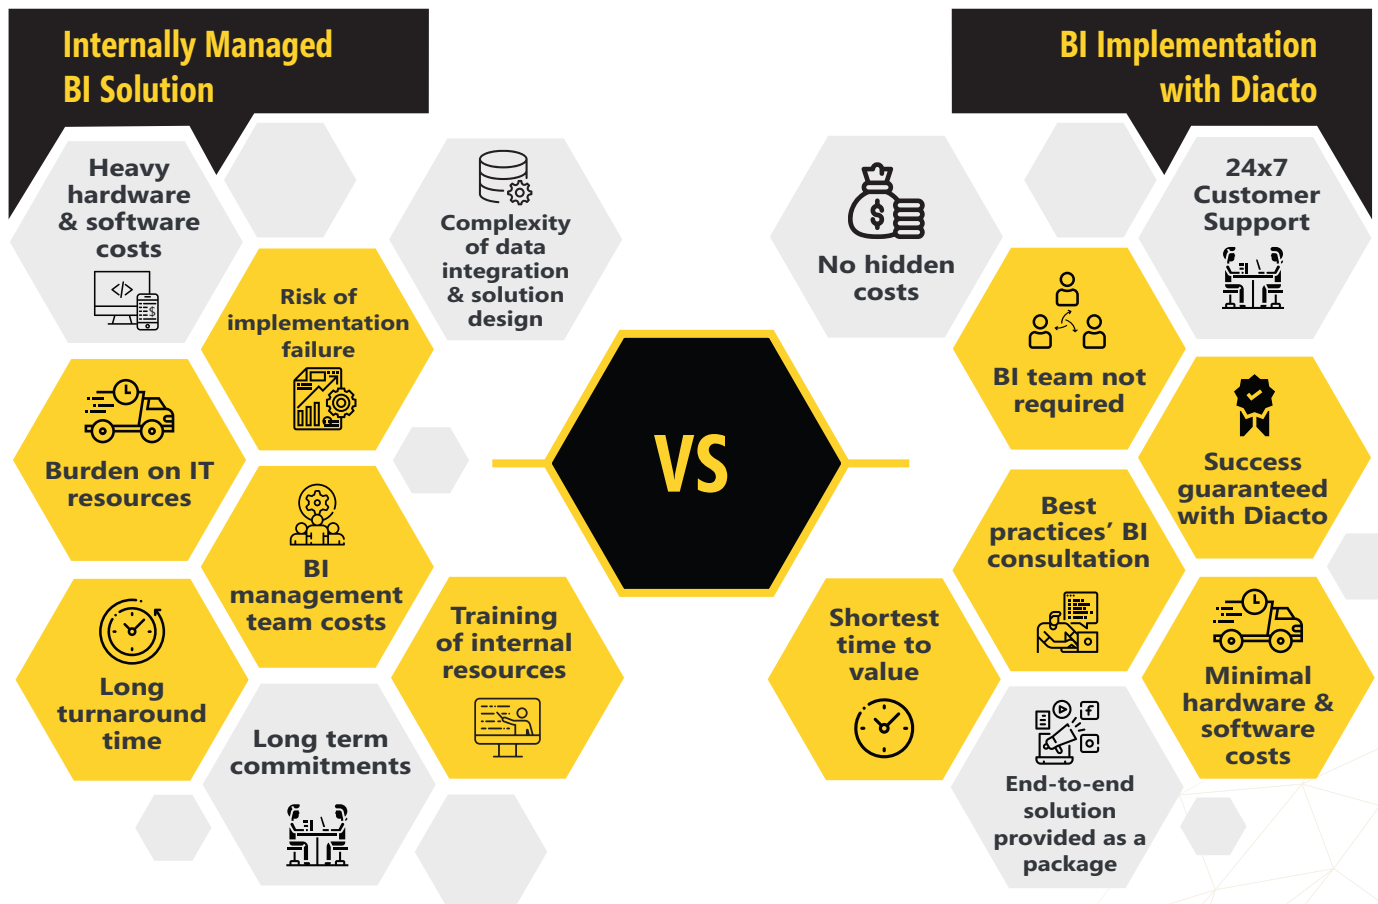 Internally Managed
BI Solution
Heavy
hardware
& software
costs
Complexity
of data
integration
& solution
design
Risk of
implementation
failure
Burden on IT
resources
BI
management
team costs
Training
of internal
resources
Long
turnaround
time
Long term
commitments
VS
BI Implementation
with Diacto
No hidden
costs
24x7
Customer
Support
BI team not
required
Success
guaranteed
with Diacto
Best
practices’ BI
consultation
Shortest
time to
value
Minimal
hardware &
software
costs
End-to-end
solution
provided as a
package